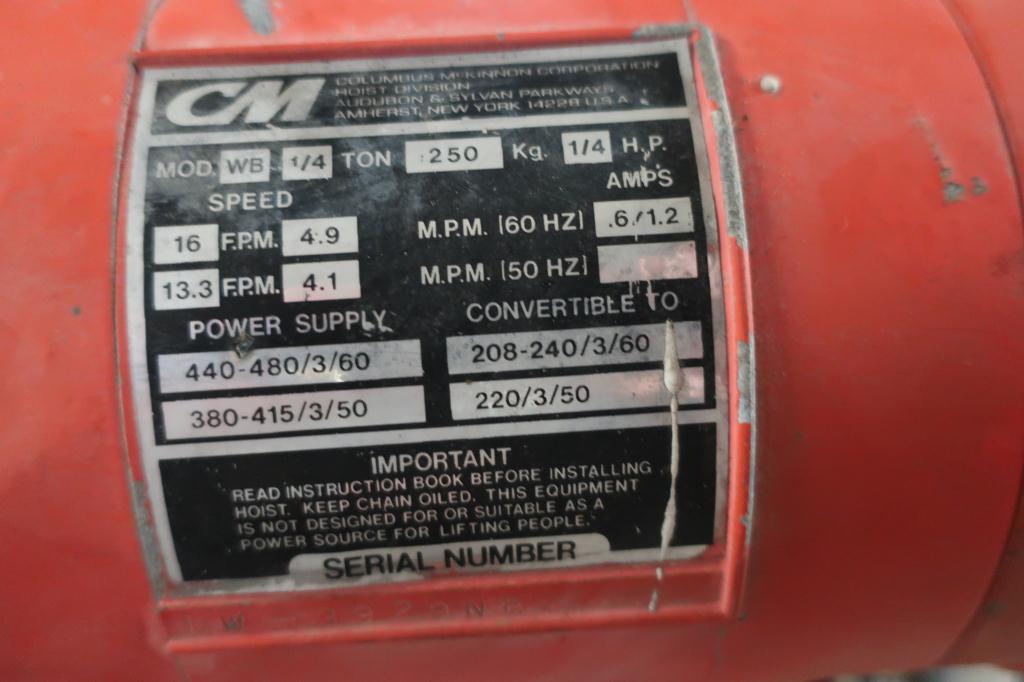 CM
COLUMBUS McKINNON CORPORATION
HOIST DIVISION
AUDUBON & SYLVAN PARKWAYS
AMHERST, NEW YORK 14228 U.S.A.
MOD. WB 1/4 TON 250 Kg. 1/4 H.P.
SPEED AMPS
16 F.P.M. 4.9 M.P.M. (60 HZ) .6/1.2
13.3 F.P.M. 4.1 M.P.M. (50 HZ)
POWER SUPPLY CONVERTIBLE TO
440-480/3/60 208-240/3/60
380-415/3/50 220/3/50
IMPORTANT
READ INSTRUCTION BOOK BEFORE INSTALLING
HOIST. KEEP CHAIN OILED. THIS EQUIPMENT
IS NOT DESIGNED FOR OR SUITABLE AS A
POWER SOURCE FOR LIFTING PEOPLE.
SERIAL NUMBER